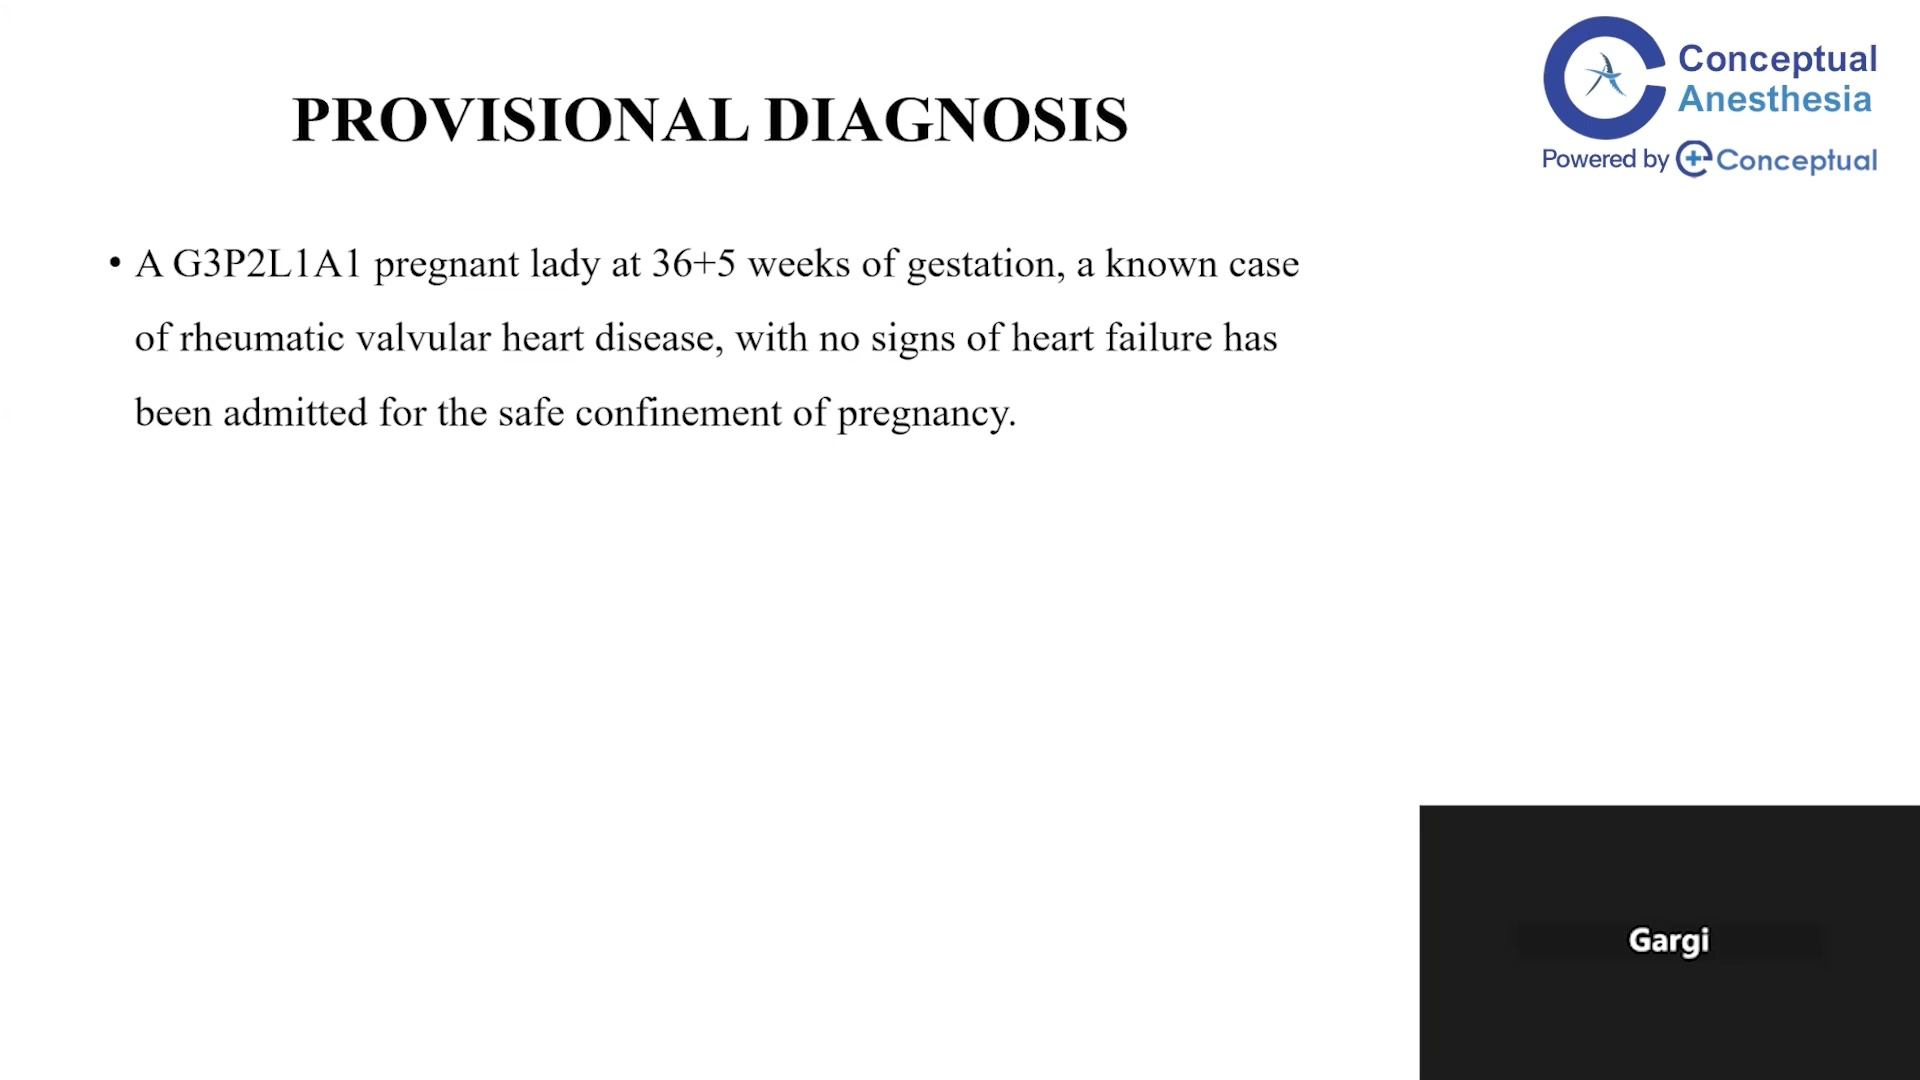 Conceptual
Anesthesia
Powered by Conceptual
PROVISIONAL DIAGNOSIS
• A G3P2L1A1 pregnant lady at 36+5 weeks of gestation, a known case
of rheumatic valvular heart disease, with no signs of heart failure has
been admitted for the safe confinement of pregnancy.
Gargi